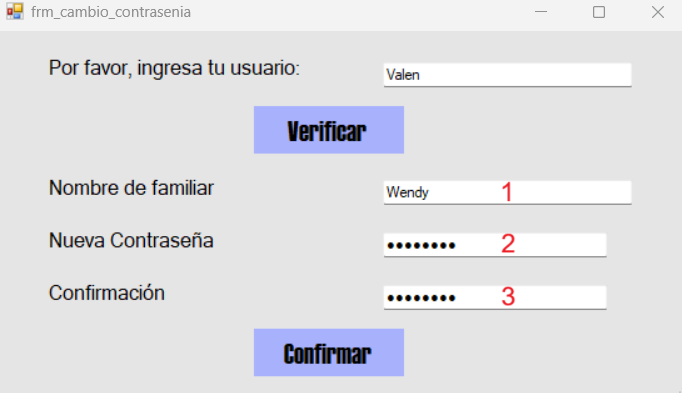 frm_cambio_contrasenia
Por favor, ingresa tu usuario: Valen
Verificar
Nombre de familiar Wendy 1
Nueva Contraseña •••••••• 2
Confirmación •••••••• 3
Confirmar